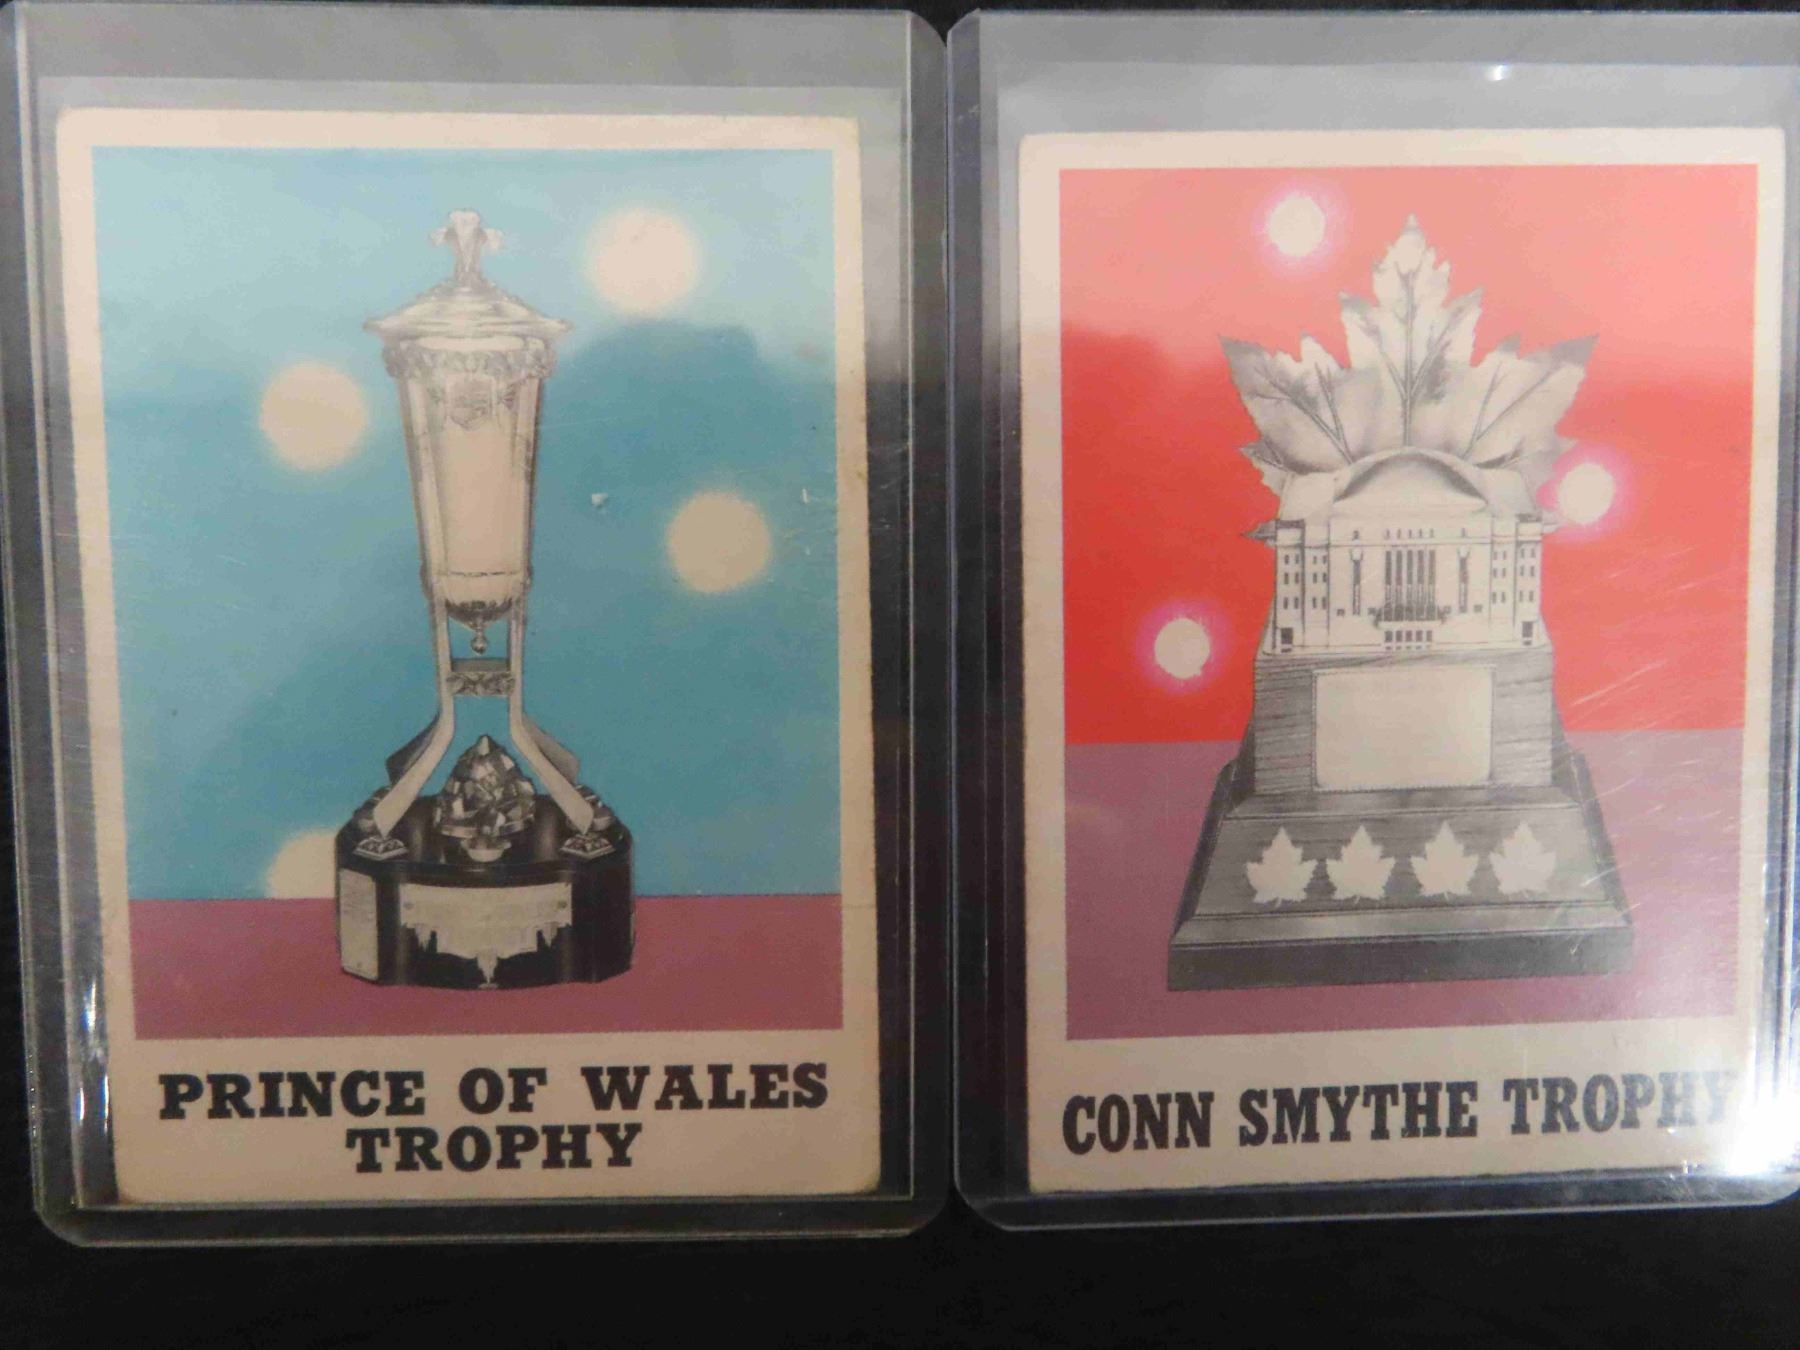 PRINCE OF WALES
TROPHY
CONN SMYTHE TROPHY